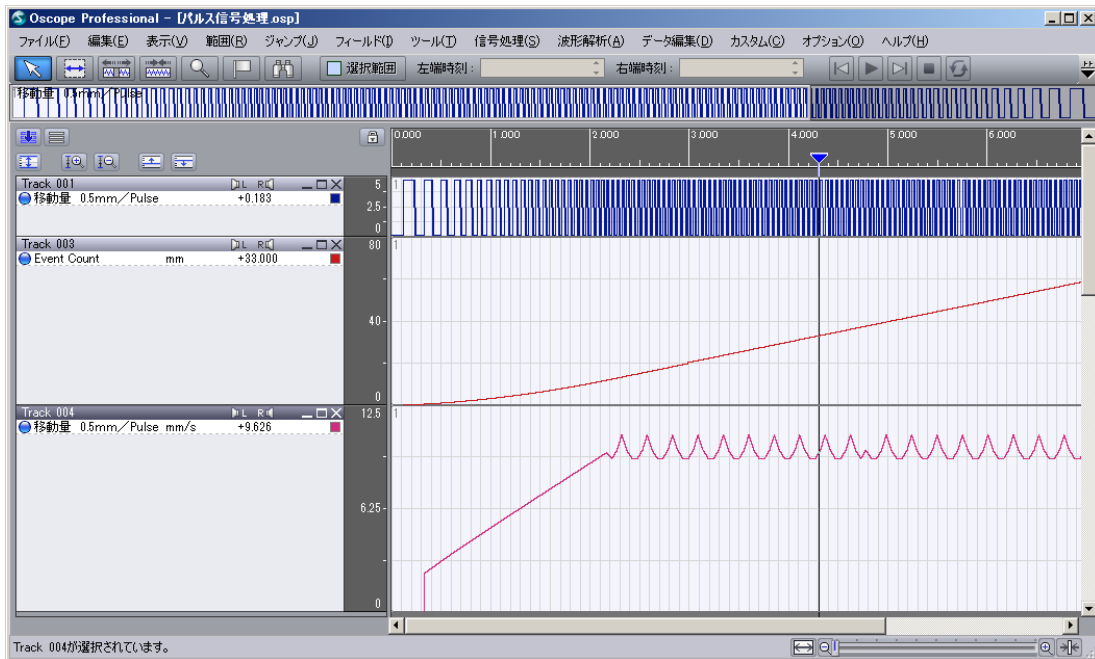 Oscope Professional - [パルス信号処理.osp]
ファイル(F) 編集(E) 表示(V) 範囲(R) ジャンプ(J) フィールド(I) ツール(T) 信号処理(S) 波形解析(A) データ編集(D) カスタム(C) オプション(O) ヘルプ(H)
選択範囲 左端時刻: 右端時刻:
移動量 0.5mm/Pulse
0.000 1.000 2.000 3.000 4.000 5.000 6.000
Track 001 L R 5 1
移動量 0.5mm/Pulse +0.183 2.5
0
Track 003 L R 80 1
Event Count mm +33.000
40
0
Track 004 L R 12.5 1
移動量 0.5mm/Pulse mm/s +9.626
6.25
0
Track 004が選択されています。